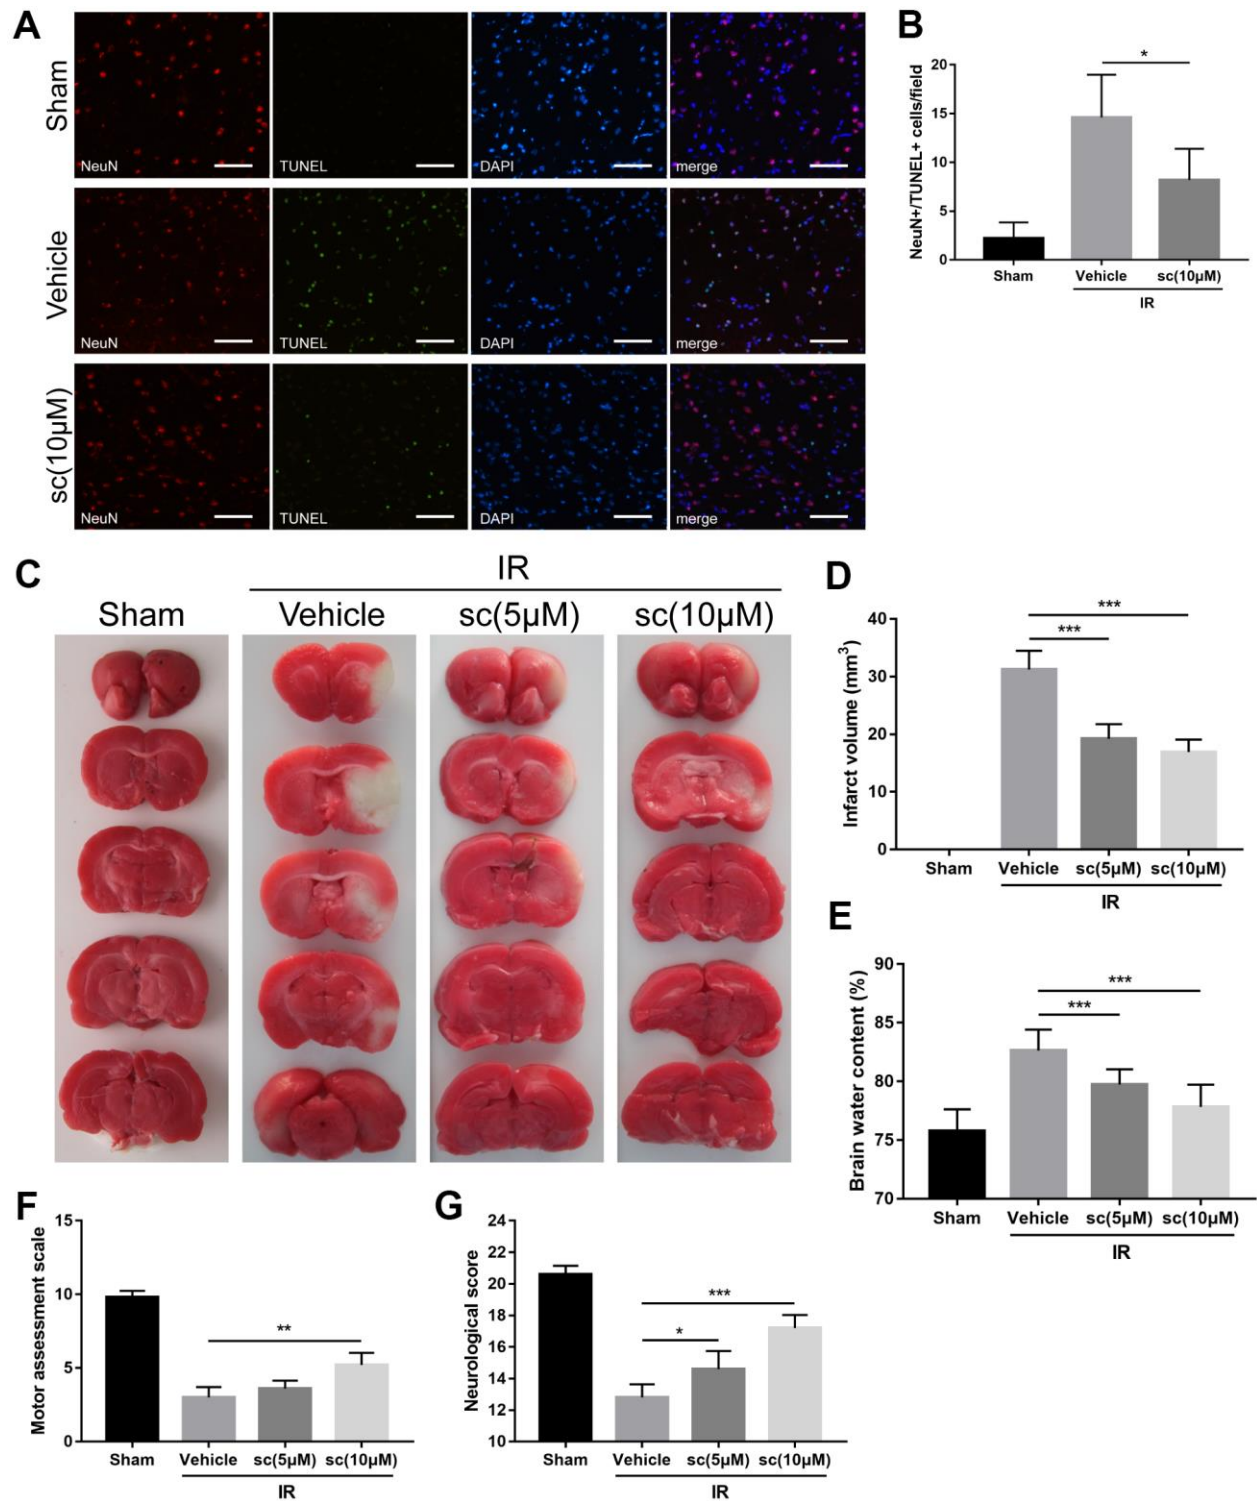 A
Sham
NeuN
TUNEL
DAPI
merge
Vehicle
NeuN
TUNEL
DAPI
merge
sc(10μM)
NeuN
TUNEL
DAPI
merge
B
NeuN+/TUNEL+ cells/field
20
15
10
5
0
*
Sham
Vehicle
sc(10μM)
IR
C
IR
Sham
Vehicle
sc(5μM)
sc(10μM)
D
Infarct volume (mm³)
40
30
20
10
0
***
***
Sham
Vehicle
sc(5μM)
sc(10μM)
IR
E
Brain water content (%)
90
85
80
75
70
***
***
Sham
Vehicle
sc(5μM)
sc(10μM)
IR
F
Motor assessment scale
15
10
5
0
**
Sham
Vehicle
sc(5μM)
sc(10μM)
IR
G
Neurological score
24
22
20
18
16
14
12
10
***
*
Sham
Vehicle
sc(5μM)
sc(10μM)
IR